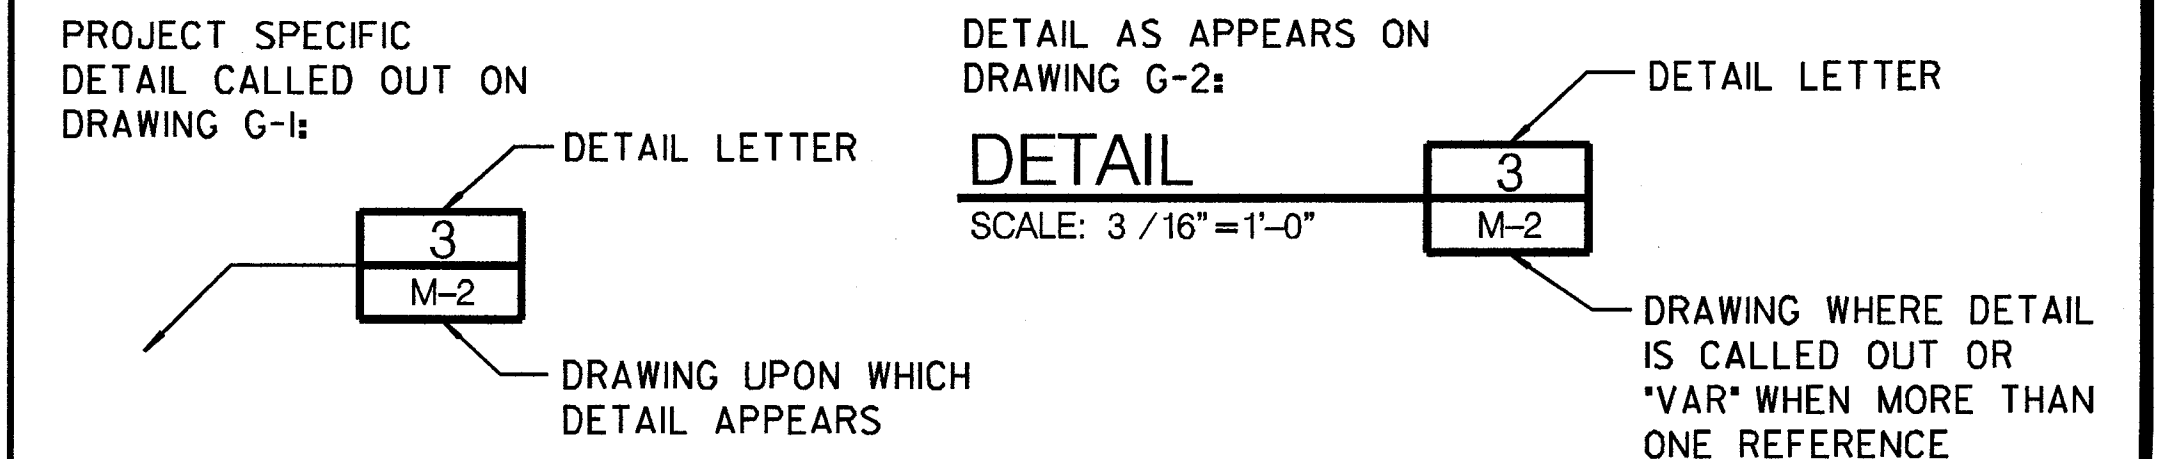 PROJECT SPECIFIC
DETAIL CALLED OUT ON
DRAWING G-1:
DETAIL LETTER
3
M-2
DRAWING UPON WHICH
DETAIL APPEARS
DETAIL AS APPEARS ON
DRAWING G-2:
DETAIL LETTER
DETAIL
3
SCALE: 3 /16"=1'-0"
M-2
DRAWING WHERE DETAIL
IS CALLED OUT OR
"VAR" WHEN MORE THAN
ONE REFERENCE